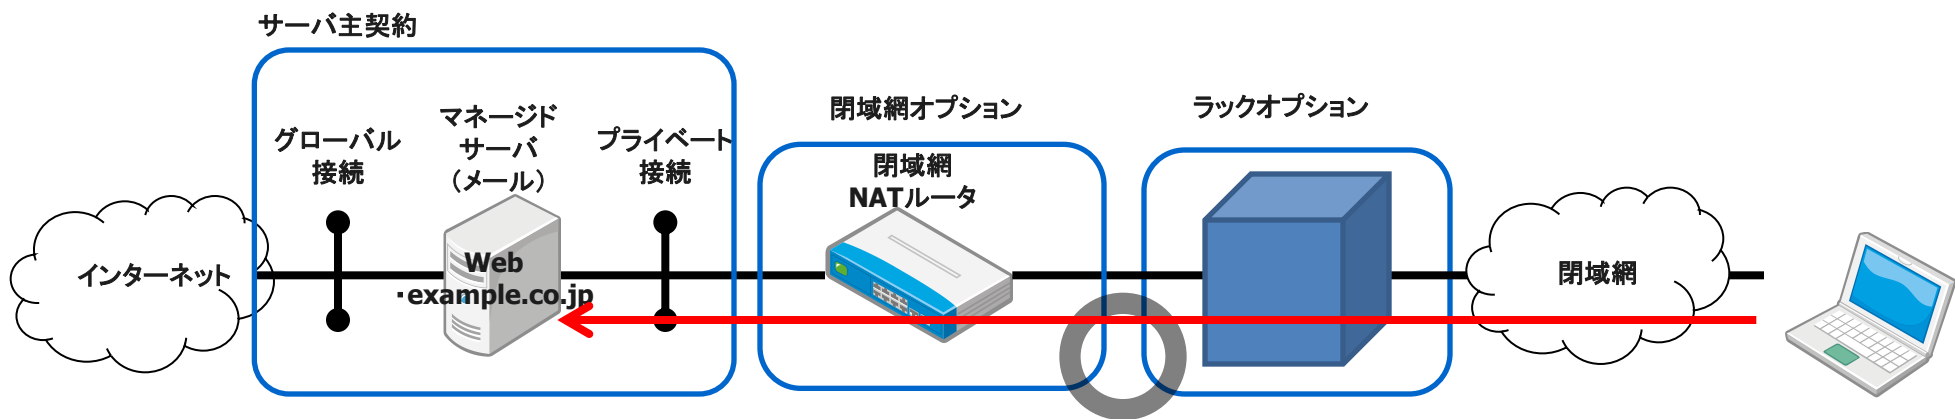 サーバ主契約
グローバル
接続
マネージド
サーバ
（メール）
プライベート
接続
閉域網オプション
閉域網
NATルータ
ラックオプション
インターネット
Web
・example.co.jp
閉域網